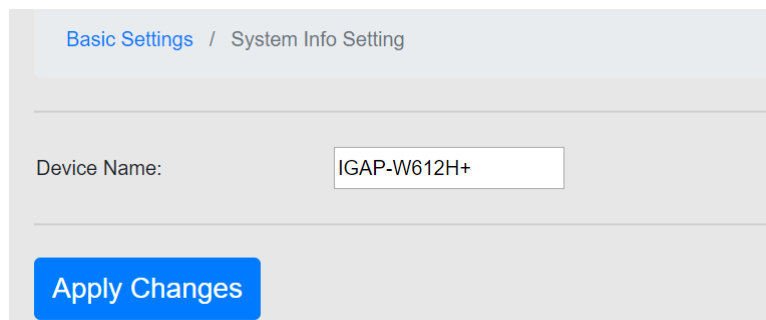 Basic Settings / System Info Setting
Device Name: IGAP-W612H+
Apply Changes